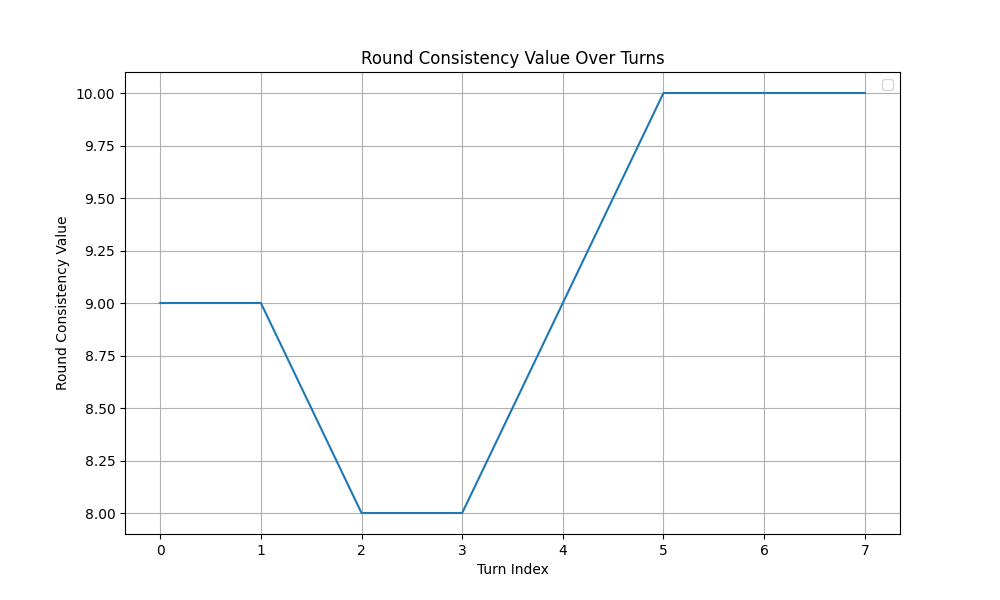 Round Consistency Value Over Turns
Round Consistency Value
10.00
9.75
9.50
9.25
9.00
8.75
8.50
8.25
8.00
0 1 2 3 4 5 6 7
Turn Index